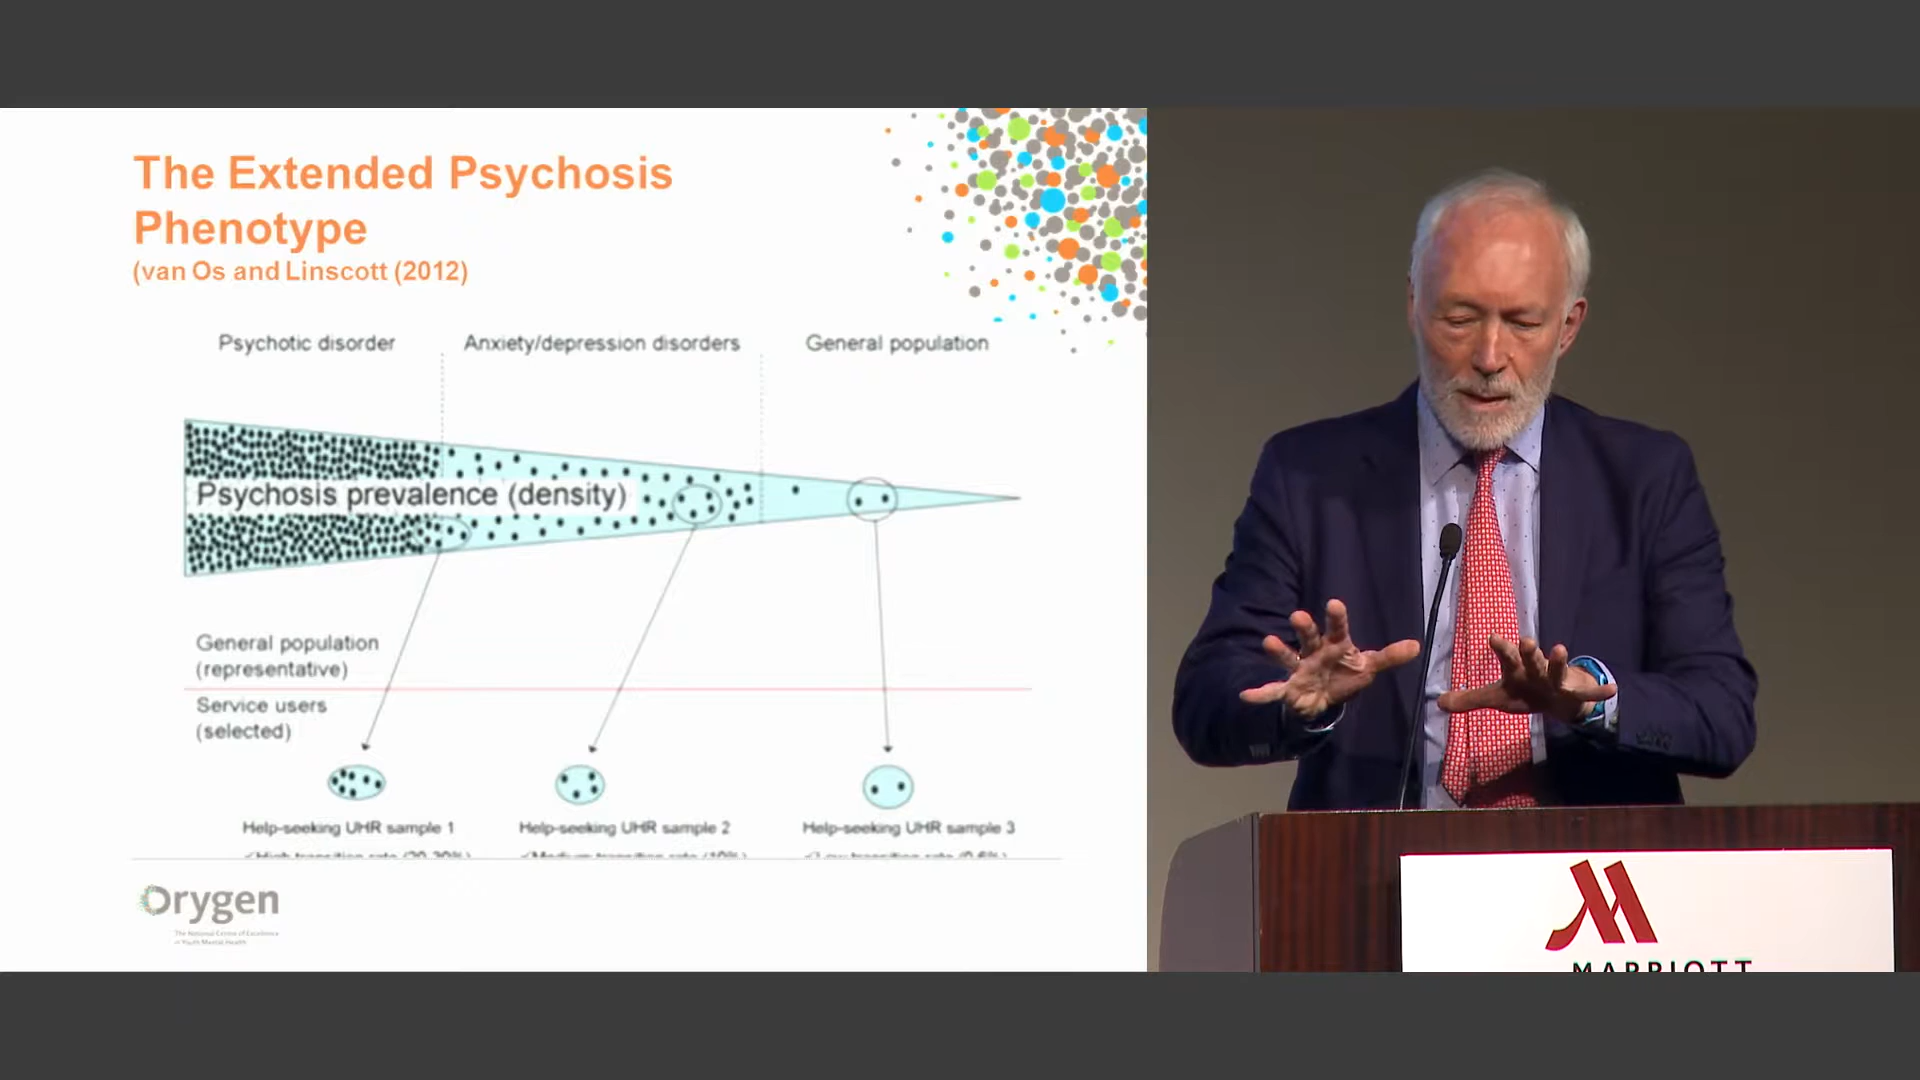 The Extended Psychosis
Phenotype
(van Os and Linscott (2012)
Psychotic disorder
Anxiety/depression disorders
General population
Psychosis prevalence (density)
General population
(representative)
Service users
(selected)
Help-seeking UHR sample 1
Help-seeking UHR sample 2
Help-seeking UHR sample 3
Orygen
The National Centre of Excellence
in Youth Mental Health
MARRIOTT